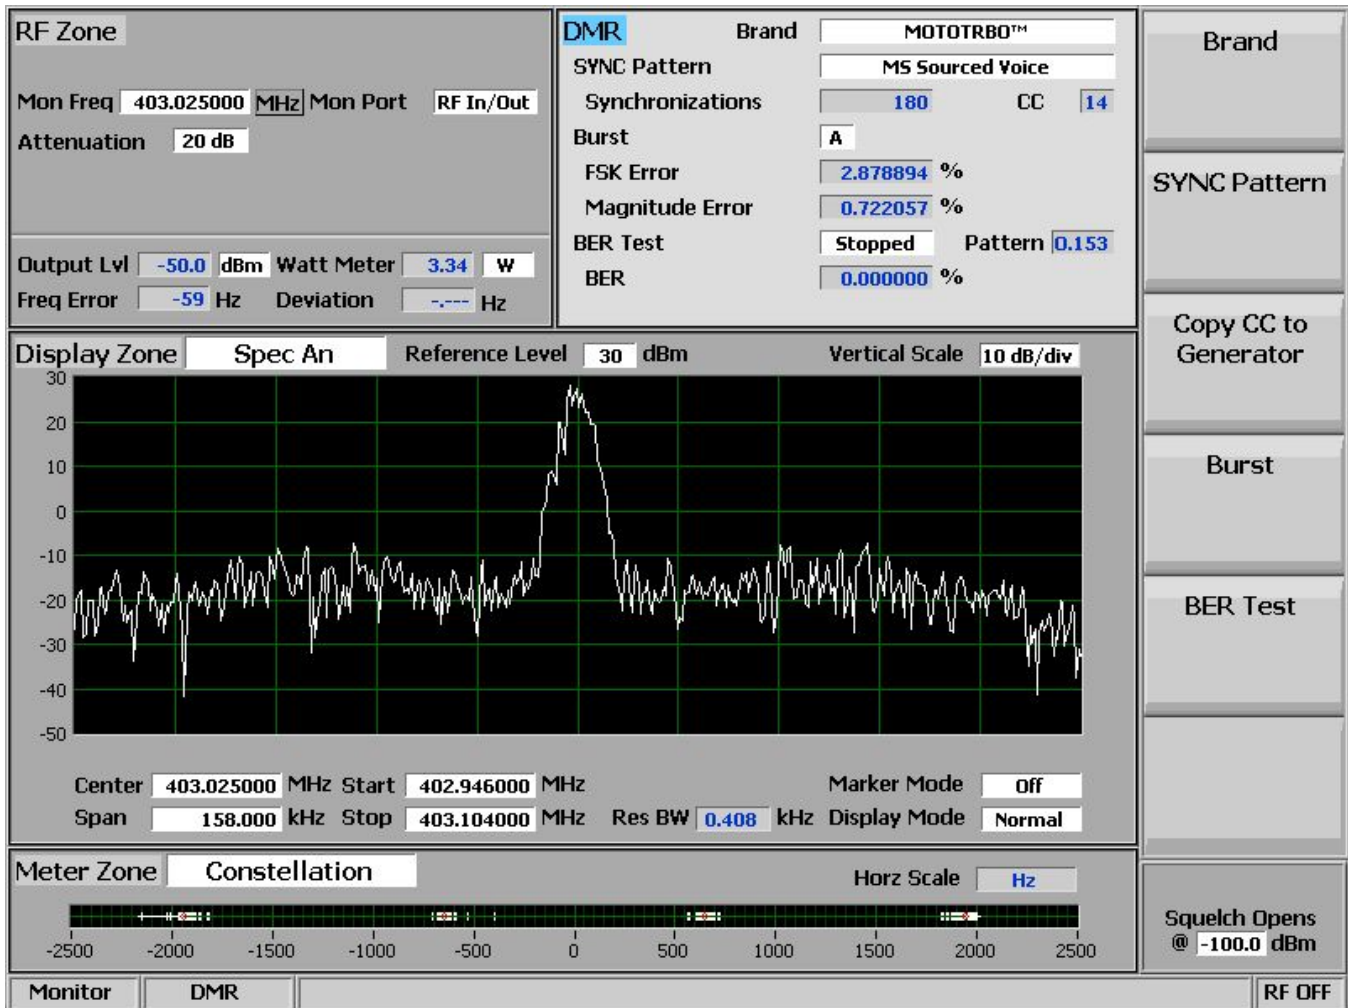 RF Zone
Mon Freq 403.025000 MHz Mon Port RF In/Out
Attenuation 20 dB
Output Lvl -50.0 dBm Watt Meter 3.34 W
Freq Error -59 Hz Deviation -.--- Hz
DMR Brand MOTOTRBO™
SYNC Pattern MS Sourced Voice
Synchronizations 180 CC 14
Burst A
FSK Error 2.878894 %
Magnitude Error 0.722057 %
BER Test Stopped Pattern 0.153
BER 0.000000 %
Display Zone Spec An Reference Level 30 dBm Vertical Scale 10 dB/div
30
20
10
0
-10
-20
-30
-40
-50
Center 403.025000 MHz Start 402.946000 MHz Marker Mode Off
Span 158.000 kHz Stop 403.104000 MHz Res BW 0.408 kHz Display Mode Normal
Meter Zone Constellation Horz Scale Hz
-2500 -2000 -1500 -1000 -500 0 500 1000 1500 2000 2500
Brand
SYNC Pattern
Copy CC to
Generator
Burst
BER Test
Squelch Opens
@ -100.0 dBm
Monitor DMR RF OFF